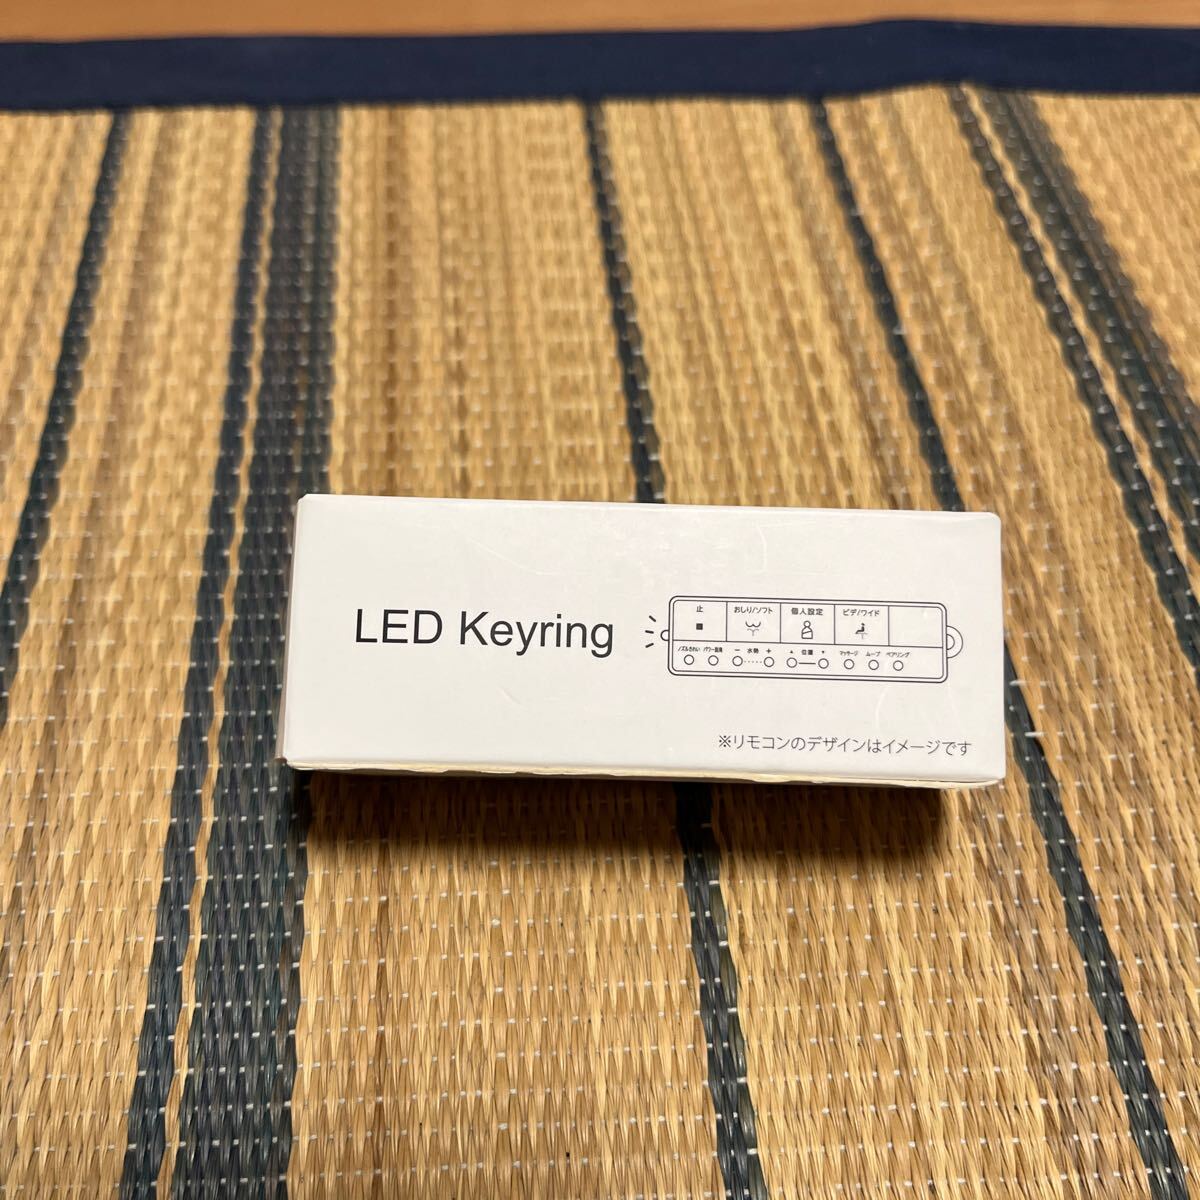 LED Keyring
止 おしり/ソフト 個人設定 ビデ/ワイド
ノズルきれい パワー脱臭 － 水勢 ＋ ▲ 位置 ▼ マッサージ ムーブ ペアリング
※リモコンのデザインはイメージです